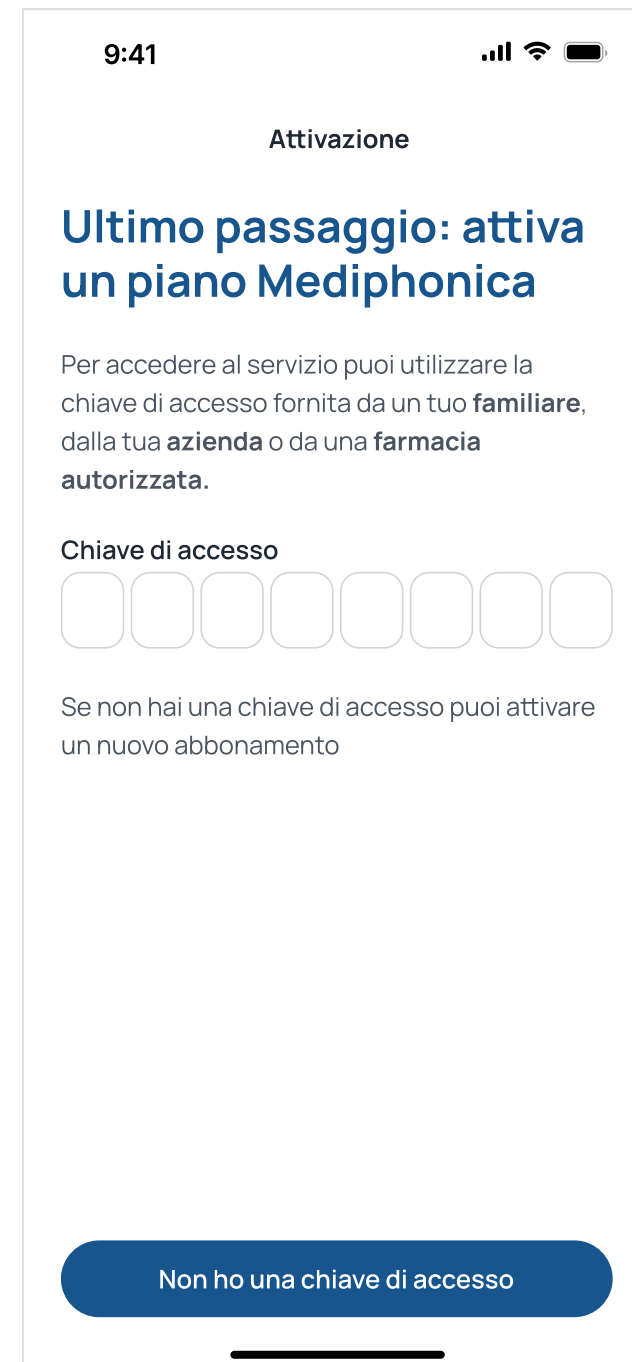 9:41
Attivazione
Ultimo passaggio: attiva
un piano Mediphonica
Per accedere al servizio puoi utilizzare la
chiave di accesso fornita da un tuo familiare,
dalla tua azienda o da una farmacia
autorizzata.
Chiave di accesso
Se non hai una chiave di accesso puoi attivare
un nuovo abbonamento
Non ho una chiave di accesso